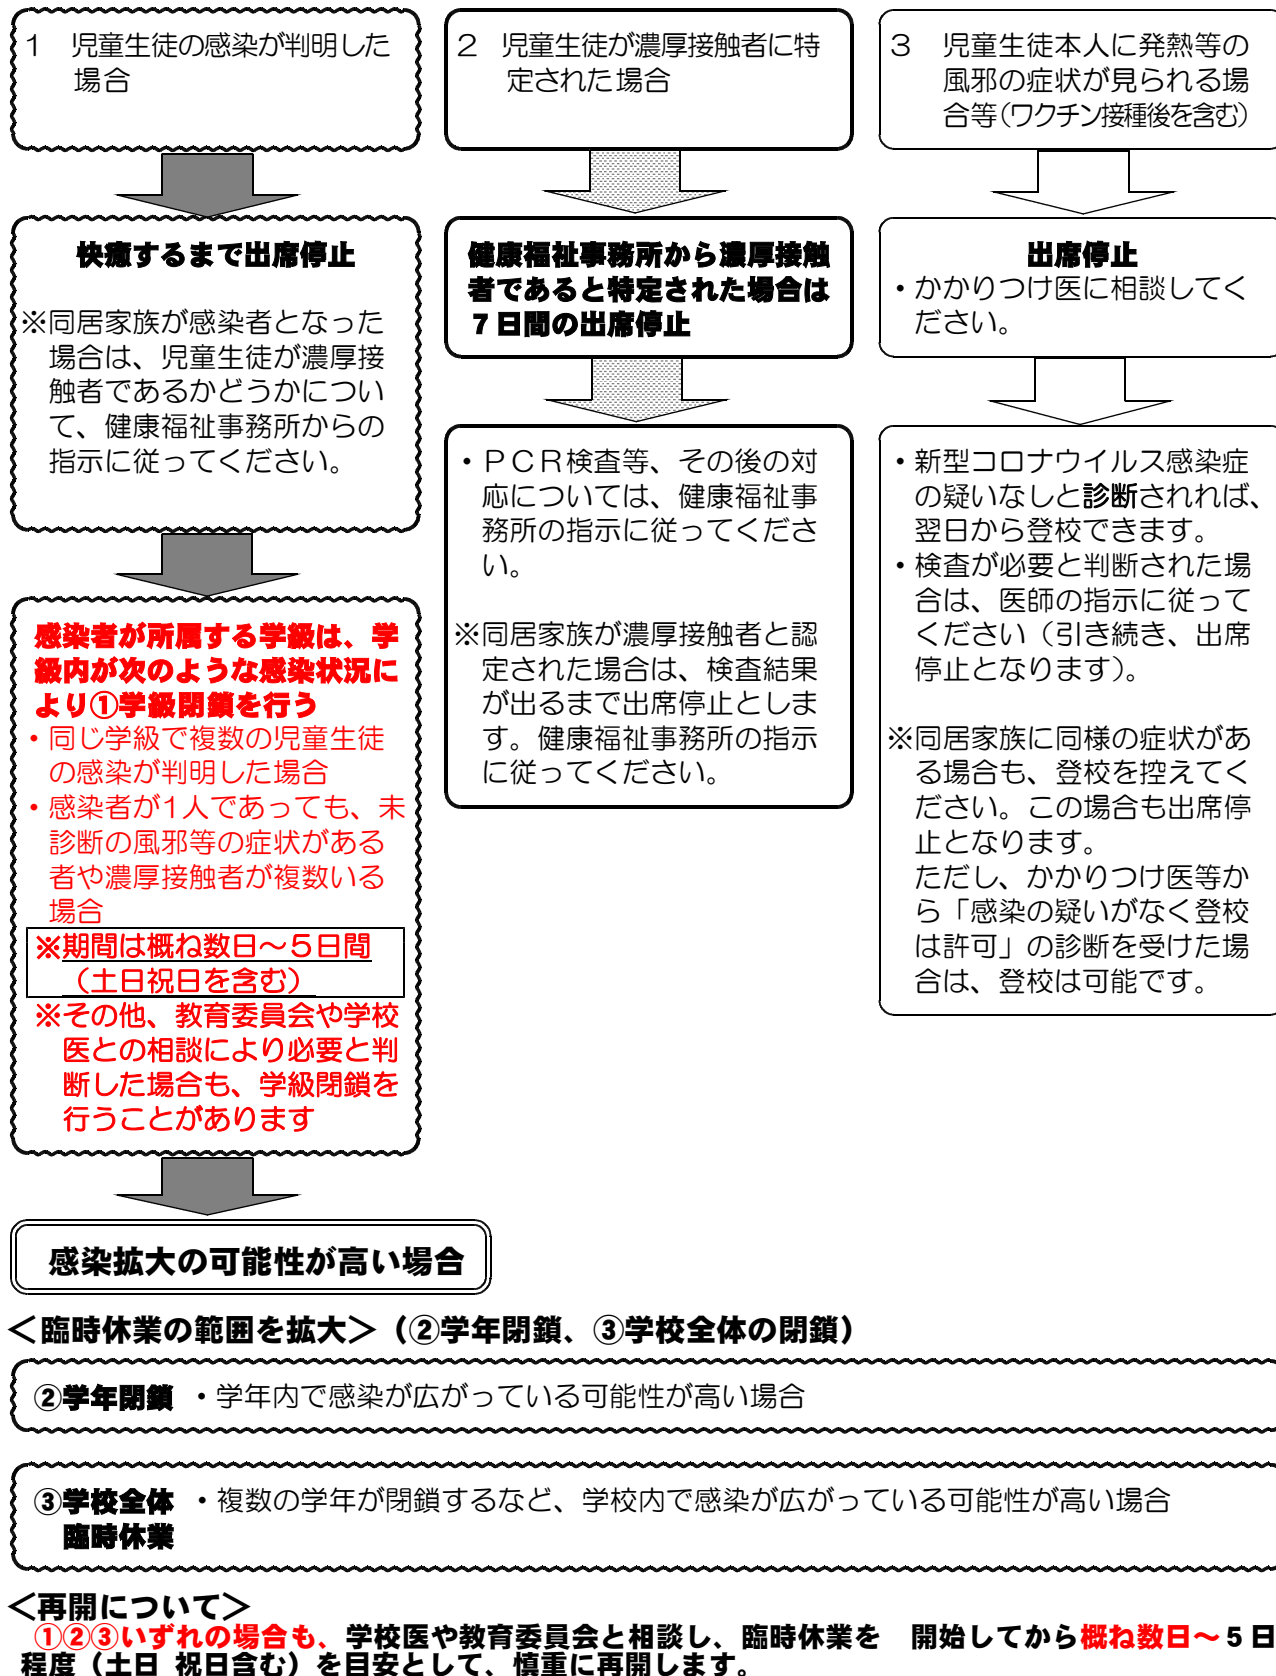 1 児童生徒の感染が判明した
場合
快癒するまで出席停止
※同居家族が感染者となった
場合は、児童生徒が濃厚接
触者であるかどうかについ
て、健康福祉事務所からの
指示に従ってください。
感染者が所属する学級は、学
級内が次のような感染状況に
より①学級閉鎖を行う
・同じ学級で複数の児童生徒
の感染が判明した場合
・感染者が1人であっても、未
診断の風邪等の症状がある
者や濃厚接触者が複数いる
場合
※期間は概ね数日～5日間
(土日祝日を含む)
※その他、教育委員会や学校
医との相談により必要と判
断した場合も、学級閉鎖を
行うことがあります
2 児童生徒が濃厚接触者に特
定された場合
健康福祉事務所から濃厚接触
者であると特定された場合は
7日間の出席停止
・PCR検査等、その後の対
応については、健康福祉事
務所の指示に従ってくださ
い。
※同居家族が濃厚接触者と認
定された場合は、検査結果
が出るまで出席停止としま
す。健康福祉事務所の指示
に従ってください。
3 児童生徒本人に発熱等の
風邪の症状が見られる場
合等(ワクチン接種後を含む)
出席停止
・かかりつけ医に相談してく
ださい。
・新型コロナウイルス感染症
の疑いなしと診断されれば、
翌日から登校できます。
・検査が必要と判断された場
合は、医師の指示に従って
ください(引き続き、出席
停止となります)。
※同居家族に同様の症状があ
る場合も、登校を控えてく
ださい。この場合も出席停
止となります。
ただし、かかりつけ医等か
ら「感染の疑いがなく登校
は許可」の診断を受けた場
合は、登校は可能です。
感染拡大の可能性が高い場合
<臨時休業の範囲を拡大>(②学年閉鎖、③学校全体の閉鎖)
②学年閉鎖 ・学年内で感染が広がっている可能性が高い場合
③学校全体 ・複数の学年が閉鎖するなど、学校内で感染が広がっている可能性が高い場合
臨時休業
<再開について>
①②③いずれの場合も、学校医や教育委員会と相談し、臨時休業を 開始してから概ね数日～5日
程度(土日 祝日含む)を目安として、慎重に再開します。